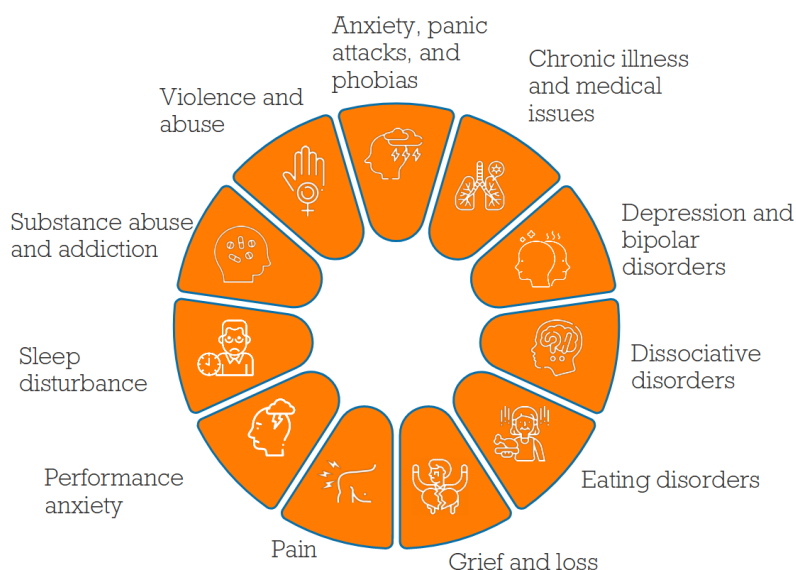 Anxiety, panic
attacks, and
phobias
Chronic illness
and medical
issues
Depression and
bipolar
disorders
Dissociative
disorders
Eating disorders
Grief and loss
Pain
Performance
anxiety
Sleep
disturbance
Substance abuse
and addiction
Violence and
abuse